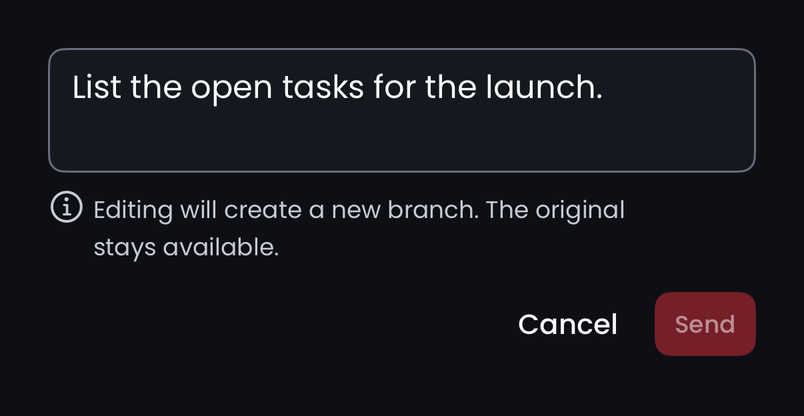 List the open tasks for the launch.
Editing will create a new branch. The original
stays available.
Cancel
Send